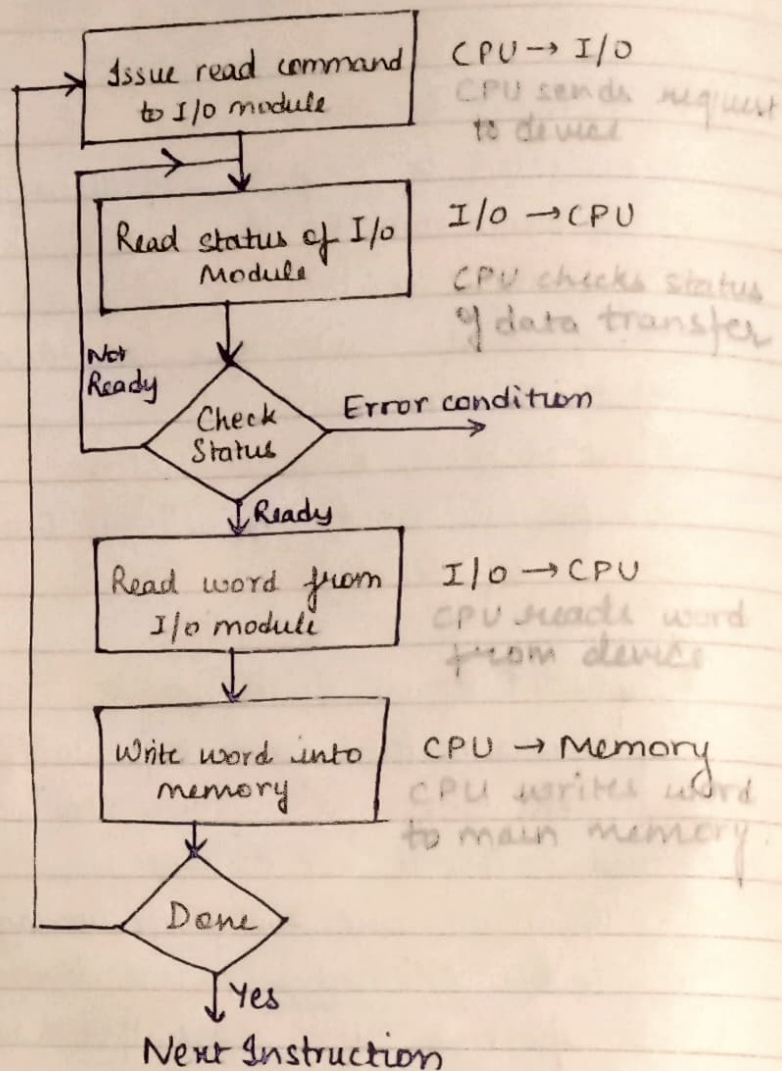 Issue read command
to I/O module
CPU → I/O
CPU sends request
to device
Read status of I/O
Module
I/O → CPU
CPU checks status
of data transfer
Not
Ready
Check
Status
Error condition
Ready
Read word from
I/O module
I/O → CPU
CPU reads word
from device
Write word into
memory
CPU → Memory
CPU writes word
to main memory
Done
Yes
Next Instruction